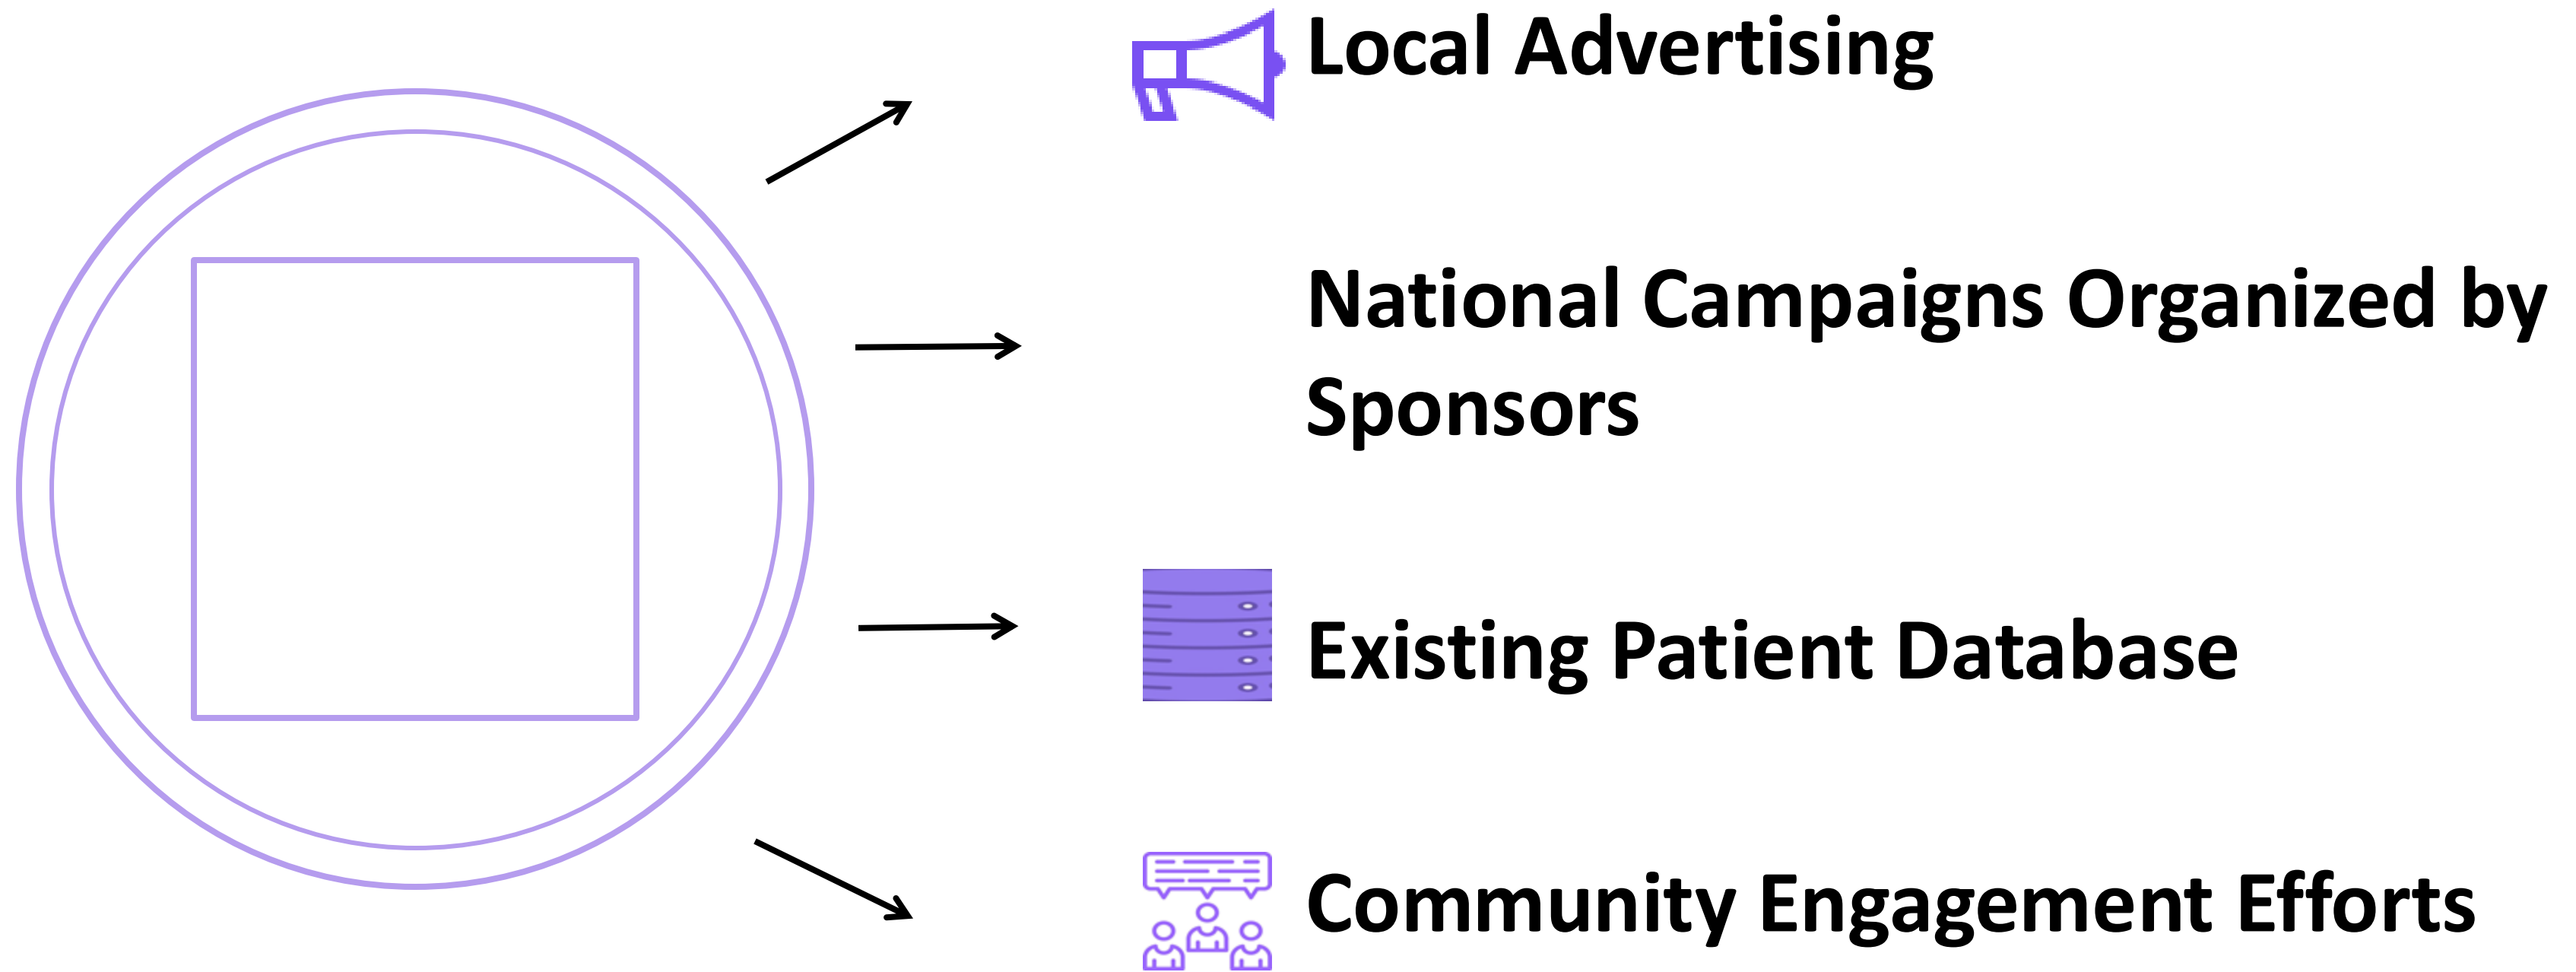 Local Advertising
National Campaigns Organized by
Sponsors
Existing Patient Database
Community Engagement Efforts